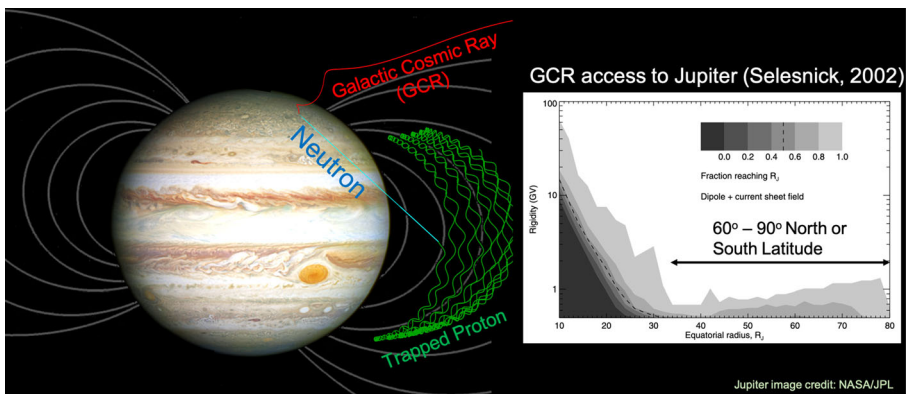 Galactic Cosmic Ray
(GCR)
Neutron
Trapped Proton
GCR access to Jupiter (Selesnick, 2002)
100
10
1
Rigidity (GV)
0.0 0.2 0.4 0.6 0.8 1.0
Fraction reaching RJ
Dipole + current sheet field
60º – 90º North or
South Latitude
10 20 30 40 50 60 70 80
Equatorial radius, RJ
Jupiter image credit: NASA/JPL